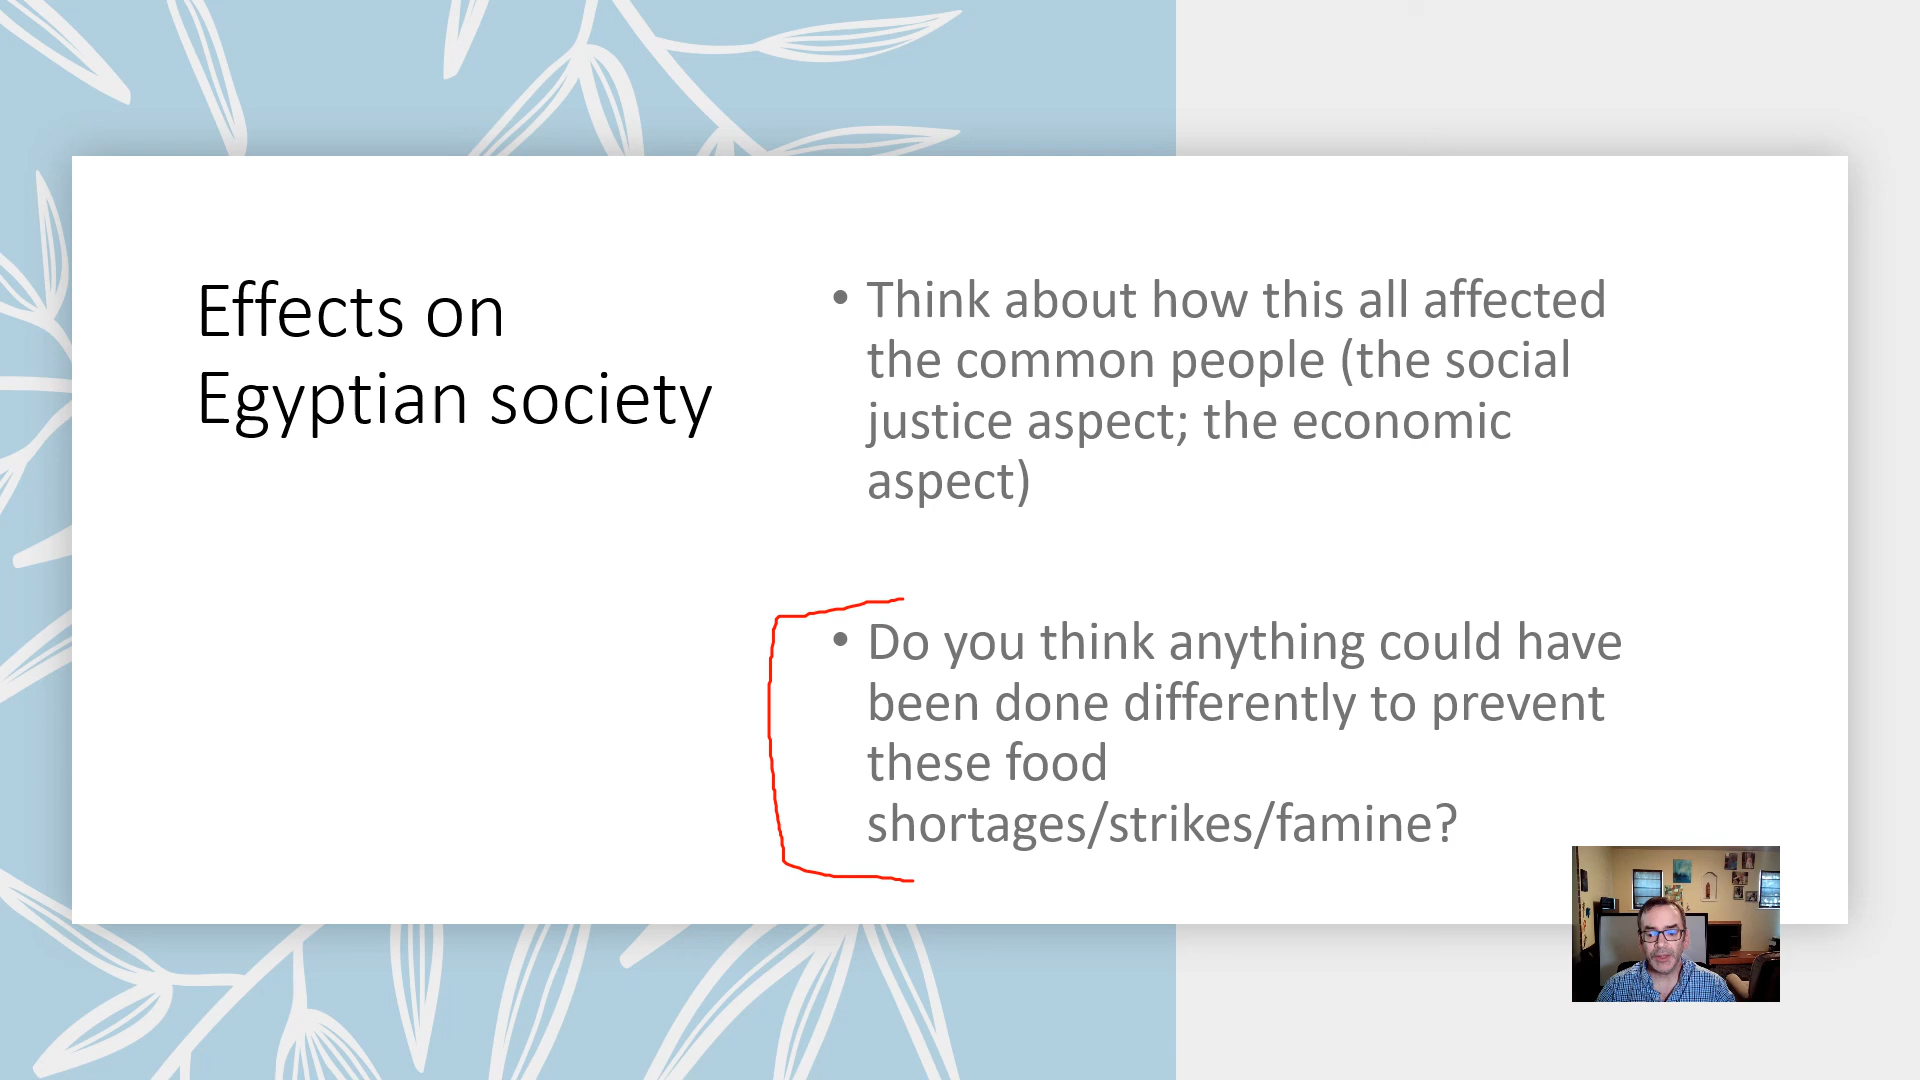 Effects on
Egyptian society
• Think about how this all affected
the common people (the social
justice aspect; the economic
aspect)
• Do you think anything could have
been done differently to prevent
these food
shortages/strikes/famine?